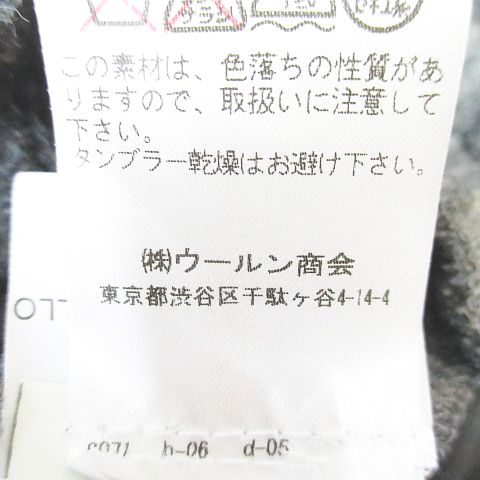 この素材は、色落ちの性質があ
りますので、取扱いに注意して
下さい。
タンブラー乾燥はお避け下さい。
㈱ウールン商会
東京都渋谷区千駄ヶ谷4-14-4
h-06 d-05